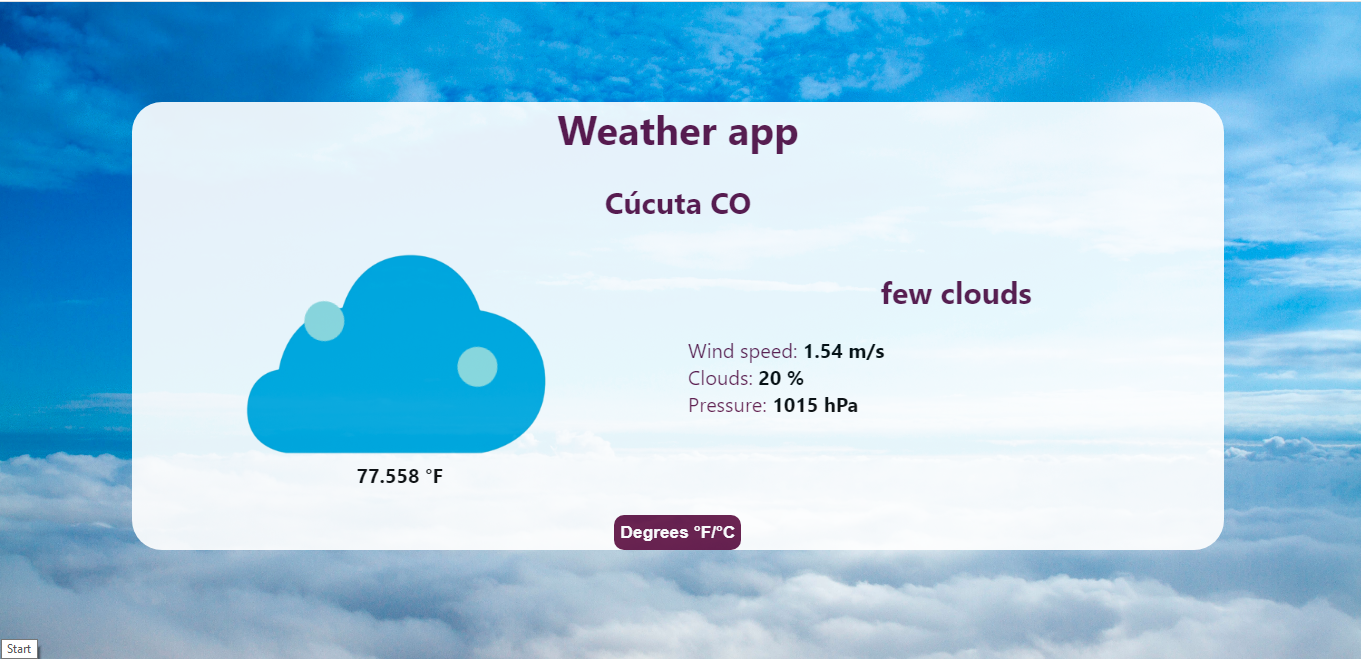 Weather app
Cúcuta CO
few clouds
Wind speed: 1.54 m/s
Clouds: 20 %
Pressure: 1015 hPa
77.558 °F
Degrees °F/°C
Start